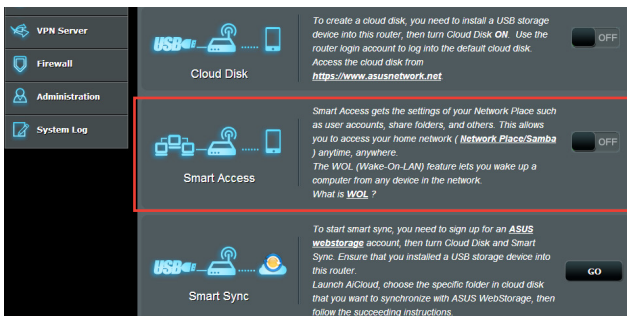 VPN Server
Firewall
Administration
System Log
USB
Cloud Disk
To create a cloud disk, you need to install a USB storage
device into this router, then turn Cloud Disk ON. Use the
router login account to log into the default cloud disk.
Access the cloud disk from
https://www.asusnetwork.net.
OFF
Smart Access
Smart Access gets the settings of your Network Place such
as user accounts, share folders, and others. This allows
you to access your home network ( Network Place/Samba
) anytime, anywhere.
The WOL (Wake-On-LAN) feature lets you wake up a
computer from any device in the network.
What is WOL ?
OFF
USB
Smart Sync
To start smart sync, you need to sign up for an ASUS
webstorage account, then turn Cloud Disk and Smart
Sync. Ensure that you installed a USB storage device into
this router.
Launch AiCloud, choose the specific folder in cloud disk
that you want to synchronize with ASUS WebStorage, then
follow the succeeding instructions.
GO